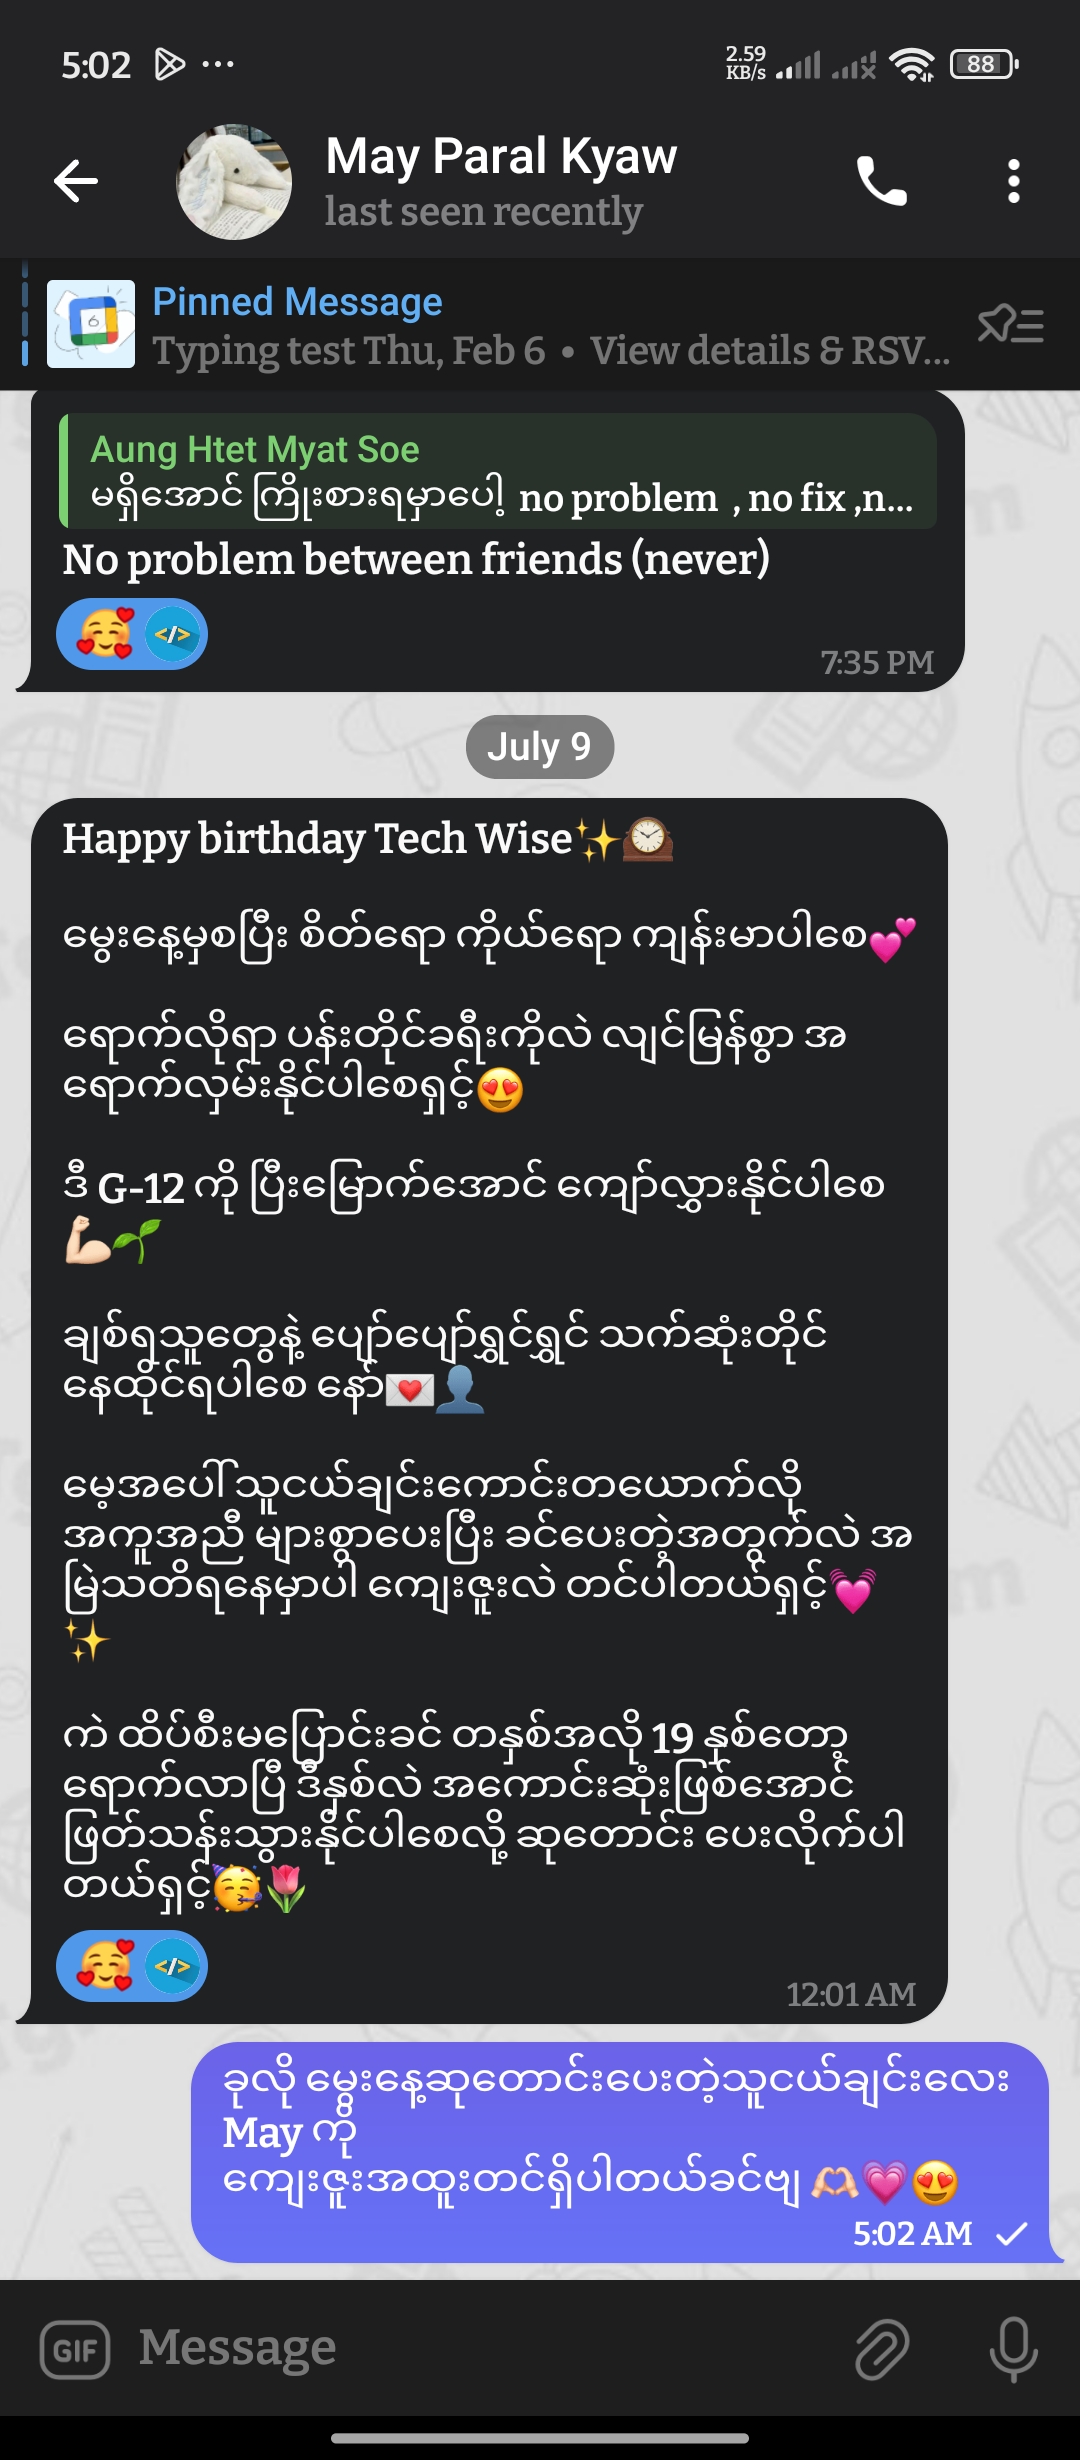 5:02
2.59
KB/s
88
May Paral Kyaw
last seen recently
6
Pinned Message
Typing test Thu, Feb 6 • View details & RSV...
Aung Htet Myat Soe
မရှိအောင် ကြိုးစားရမှာပေါ့ no problem , no fix ,n...
No problem between friends (never)
</>
7:35 PM
July 9
Happy birthday Tech Wise✨🕰
မွေးနေ့မှစပြီး စိတ်ရော ကိုယ်ရော ကျန်းမာပါစေ💕
ရောက်လိုရာ ပန်းတိုင်ခရီးကိုလဲ လျင်မြန်စွာ အ
ရောက်လှမ်းနိုင်ပါစေရှင့်😍
ဒီ G-12 ကို ပြီးမြောက်အောင် ကျော်လွှားနိုင်ပါစေ
💪🏻🌱
ချစ်ရသူတွေနဲ့ ပျော်ပျော်ရွှင်ရွှင် သက်ဆုံးတိုင်
နေထိုင်ရပါစေ နော်💌👤
မေ့အပေါ် သူငယ်ချင်းကောင်းတယောက်လို
အကူအညီ များစွာပေးပြီး ခင်ပေးတဲ့အတွက်လဲ အ
မြဲသတိရနေမှာပါ ကျေးဇူးလဲ တင်ပါတယ်ရှင့်💓
✨
ကဲ ထိပ်စီးမပြောင်းခင် တနှစ်အလို 19 နှစ်တော့
ရောက်လာပြီ ဒီနှစ်လဲ အကောင်းဆုံးဖြစ်အောင်
ဖြတ်သန်းသွားနိုင်ပါစေလို့ ဆုတောင်း ပေးလိုက်ပါ
တယ်ရှင့်🥳🌷
</>
12:01 AM
ခုလို မွေးနေ့ဆုတောင်းပေးတဲ့သူငယ်ချင်းလေး
May ကို
ကျေးဇူးအထူးတင်ရှိပါတယ်ခင်ဗျ 🫶🏻💗😍
5:02 AM
GIF
Message